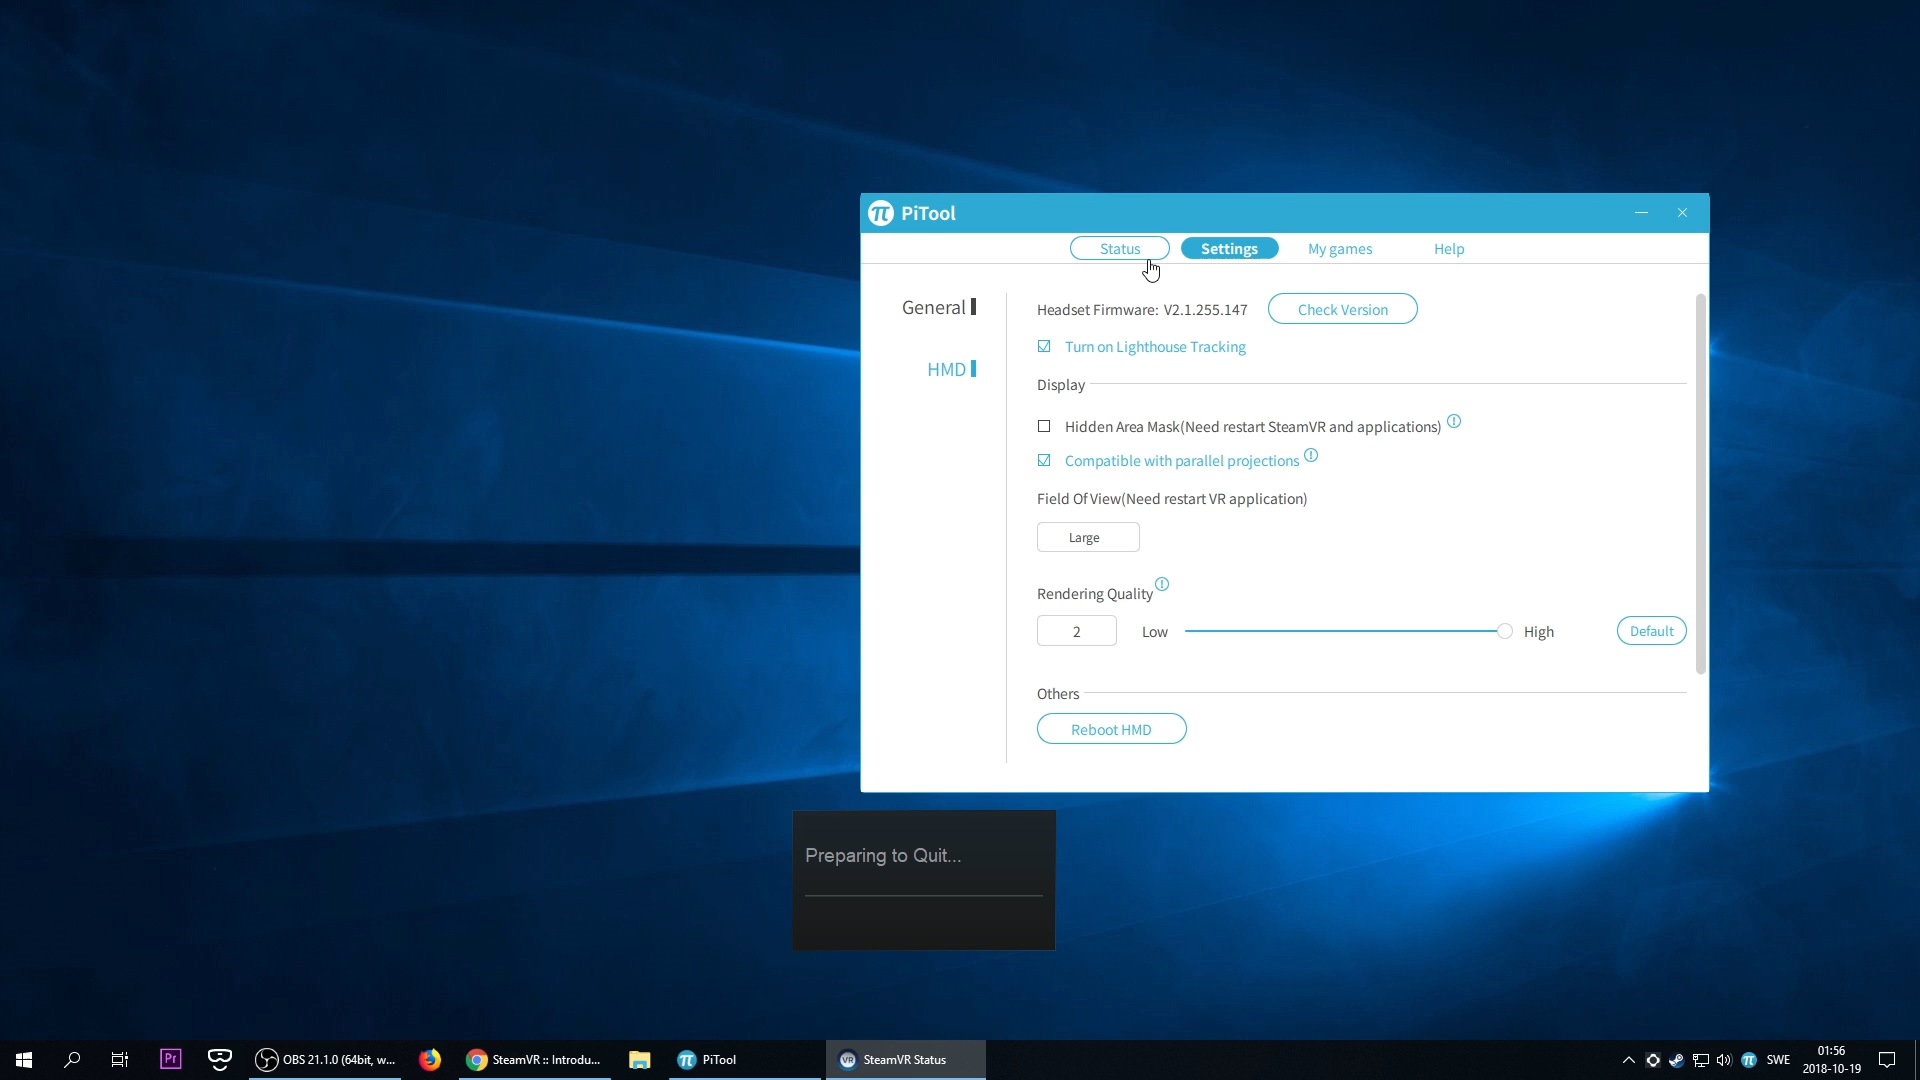 PiTool
Status Settings My games Help
General
HMD
Headset Firmware: V2.1.255.147 Check Version
Turn on Lighthouse Tracking
Display
Hidden Area Mask(Need restart SteamVR and applications)
Compatible with parallel projections
Field Of View(Need restart VR application)
Large
Rendering Quality
2 Low High Default
Others
Reboot HMD
Preparing to Quit...
Pr OBS 21.1.0 (64bit, w... SteamVR :: Introdu... PiTool VR SteamVR Status SWE 01:56
2018-10-19